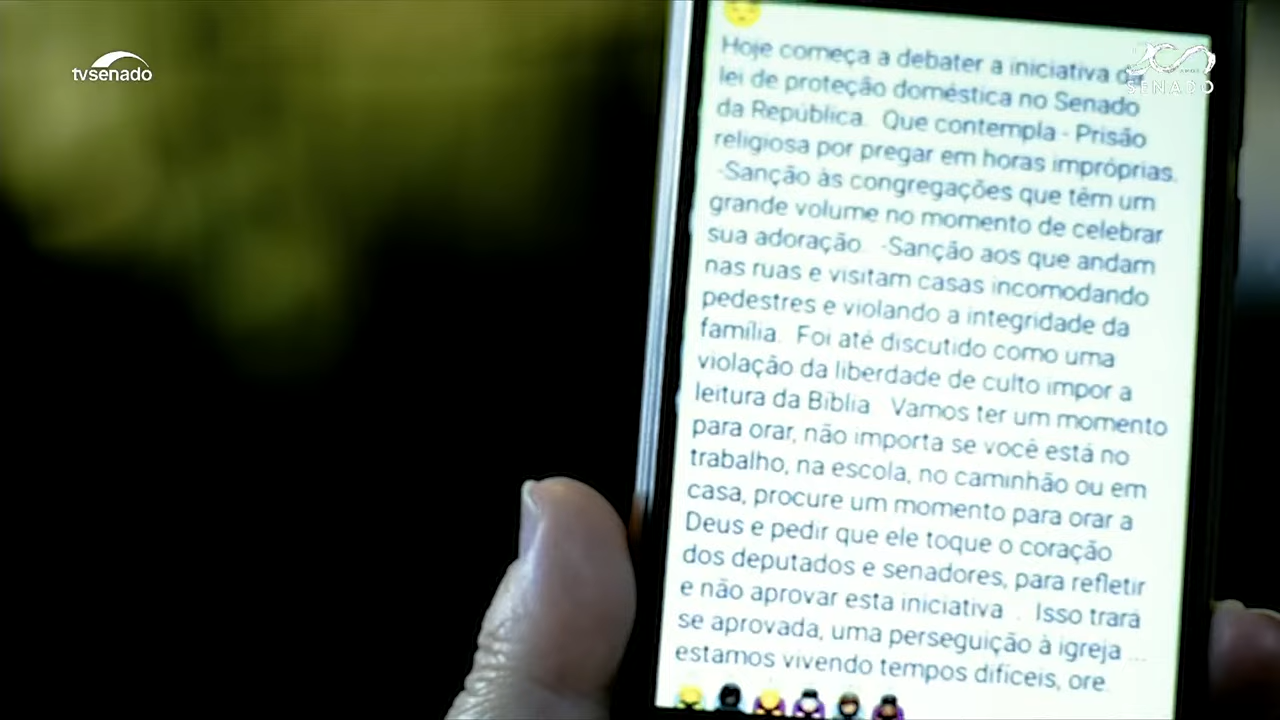 tvsenado
200
ANOS
SENADO
Hoje começa a debater a iniciativa da
lei de proteção doméstica no Senado
da República. Que contempla - Prisão
religiosa por pregar em horas impróprias.
-Sanção às congregações que têm um
grande volume no momento de celebrar
sua adoração. -Sanção aos que andam
nas ruas e visitam casas incomodando
pedestres e violando a integridade da
família. Foi até discutido como uma
violação da liberdade de culto impor a
leitura da Bíblia Vamos ter um momento
para orar, não importa se você está no
trabalho, na escola, no caminhão ou em
casa, procure um momento para orar a
Deus e pedir que ele toque o coração
dos deputados e senadores, para refletir
e não aprovar esta iniciativa . Isso trará
se aprovada, uma perseguição à igreja ...
estamos vivendo tempos difíceis, ore.